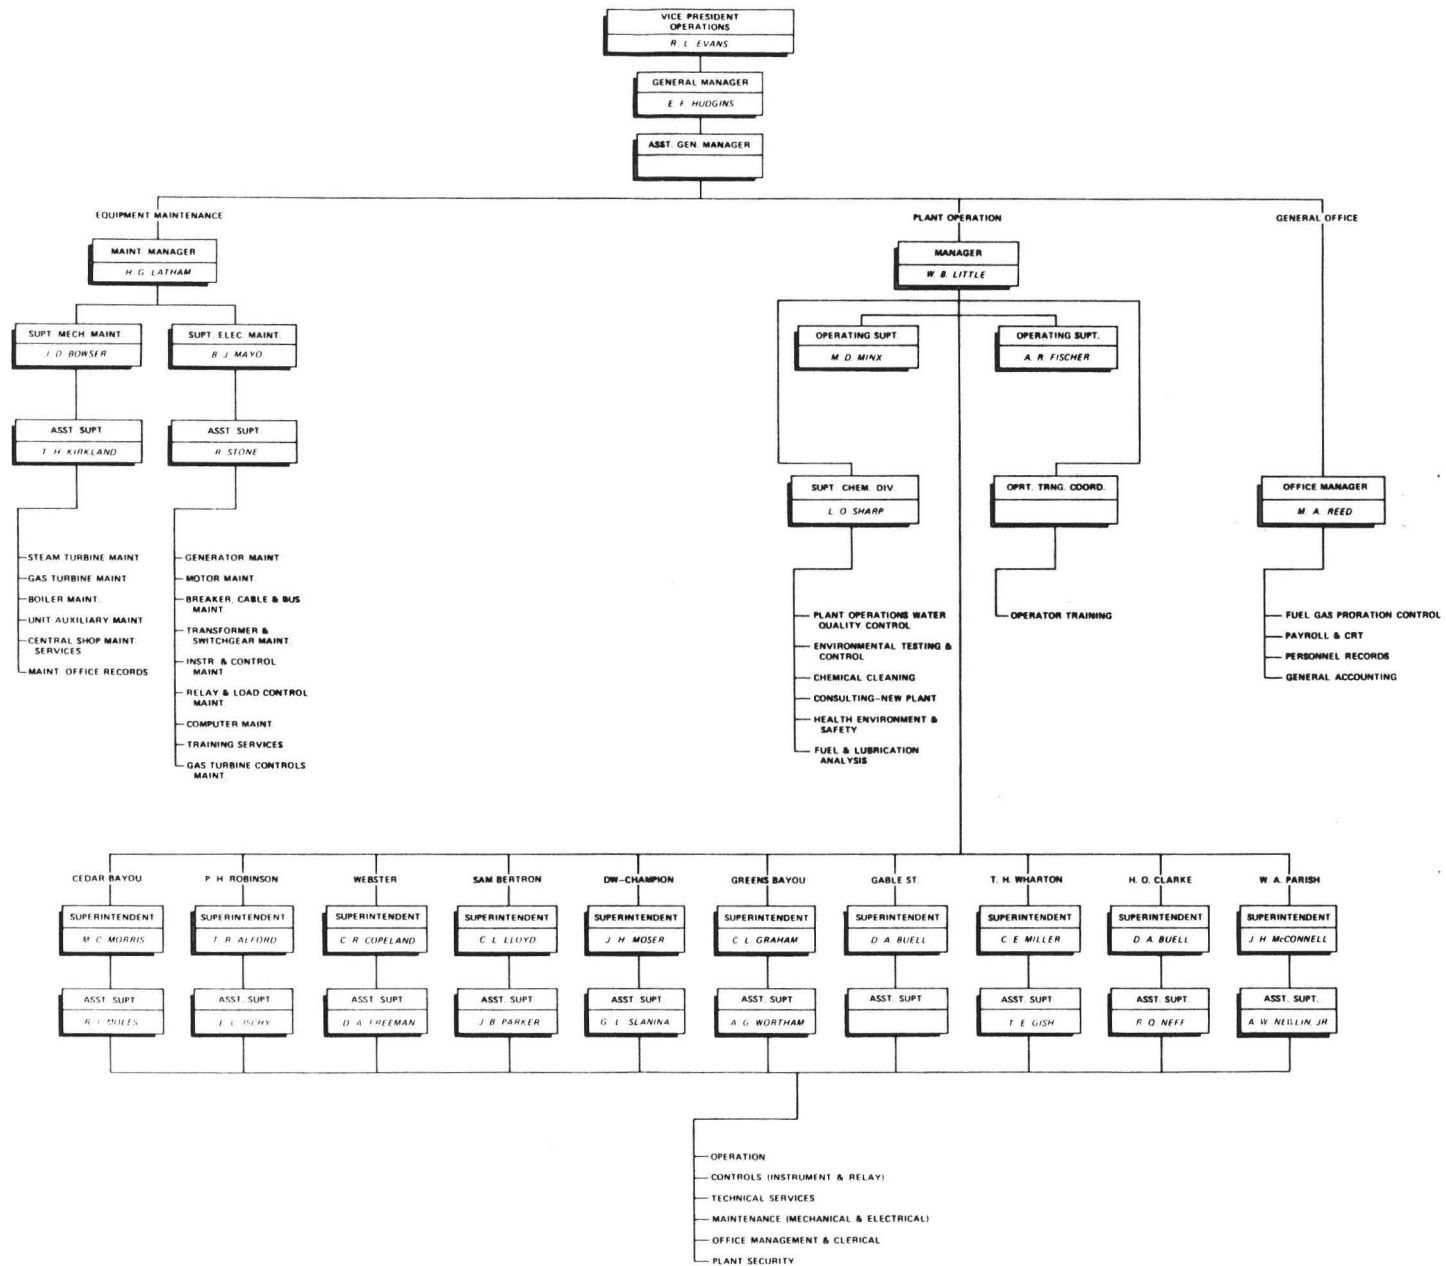 VICE PRESIDENT
OPERATIONS
R. L. EVANS
GENERAL MANAGER
E. F. HUDGINS
ASST. GEN. MANAGER
EQUIPMENT MAINTENANCE
MAINT. MANAGER
H. G. LATHAM
SUPT. MECH MAINT.
J. D. BOWSER
ASST SUPT
T. H. KIRKLAND
STEAM TURBINE MAINT
GAS TURBINE MAINT
BOILER MAINT.
UNIT AUXILIARY MAINT
CENTRAL SHOP MAINT.
SERVICES
MAINT. OFFICE RECORDS
SUPT ELEC MAINT.
B. J. MAYO
ASST SUPT.
R. STONE
GENERATOR MAINT
MOTOR MAINT.
BREAKER, CABLE & BUS
MAINT.
TRANSFORMER &
SWITCHGEAR MAINT.
INSTR & CONTROL
MAINT
RELAY & LOAD CONTROL
MAINT.
COMPUTER MAINT.
TRAINING SERVICES
GAS TURBINE CONTROLS
MAINT
PLANT OPERATION
MANAGER
W. B. LITTLE
OPERATING SUPT.
M. D. MINX
OPERATING SUPT.
A. R. FISCHER
SUPT. CHEM. DIV
L. O. SHARP
PLANT OPERATIONS WATER
QUALITY CONTROL
ENVIRONMENTAL TESTING &
CONTROL
CHEMICAL CLEANING
CONSULTING—NEW PLANT
HEALTH ENVIRONMENT &
SAFETY
FUEL & LUBRICATION
ANALYSIS
OPRT. TRNG. COORD.
OPERATOR TRAINING
GENERAL OFFICE
OFFICE MANAGER
M. A. REED
FUEL GAS PRORATION CONTROL
PAYROLL & CRT
PERSONNEL RECORDS
GENERAL ACCOUNTING
CEDAR BAYOU
SUPERINTENDENT
M. C. MORRIS
ASST. SUPT
MOLES
P. H. ROBINSON
SUPERINTENDENT
T. R. ALFORD
ASST. SUPT
ISCHY
WEBSTER
SUPERINTENDENT
C. R. COPELAND
ASST. SUPT
D. A. FREEMAN
SAM BERTRON
SUPERINTENDENT
C. L. LLOYD
ASST. SUPT
J. B. PARKER
DW—CHAMPION
SUPERINTENDENT
J. H. MOSER
ASST SUPT
G. L. SLANINA
GREENS BAYOU
SUPERINTENDENT
C. L. GRAHAM
ASST SUPT
A. G. WORTHAM
GABLE ST.
SUPERINTENDENT
D. A. BUELL
ASST. SUPT
T. H. WHARTON
SUPERINTENDENT
C. E. MILLER
ASST. SUPT
T. E. GISH
H. O. CLARKE
SUPERINTENDENT
D. A. BUELL
ASST SUPT
R. Q. NEFF
W. A. PARISH
SUPERINTENDENT
J. H. McCONNELL
ASST. SUPT.
A. W. NEWLIN, JR
OPERATION
CONTROLS (INSTRUMENT & RELAY)
TECHNICAL SERVICES
MAINTENANCE (MECHANICAL & ELECTRICAL)
OFFICE MANAGEMENT & CLERICAL
PLANT SECURITY